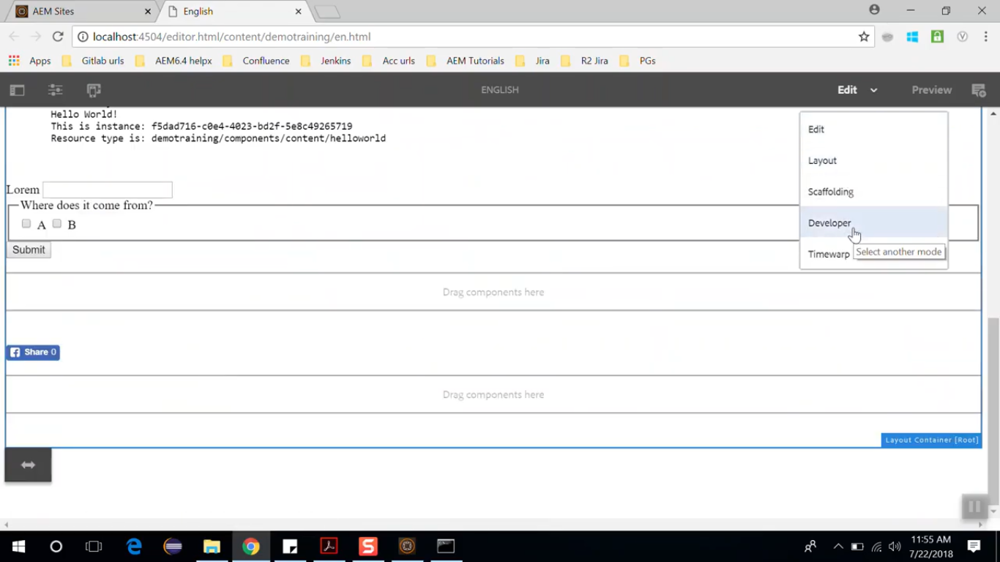 AEM Sites
English
localhost:4504/editor.html/content/demotraining/en.html
Apps Gitlab urls AEM6.4 helpx Confluence Jenkins Acc urls AEM Tutorials Jira R2 Jira PGs
ENGLISH Edit Preview
Hello World!
This is instance: f5dad716-c0e4-4023-bd2f-5e8c49265719
Resource type is: demotraining/components/content/helloworld
Edit
Layout
Scaffolding
Developer
Timewarp
Select another mode
Lorem
Where does it come from?
A B
Submit
Drag components here
Share 0
Drag components here
Layout Container [Root]
11:55 AM
7/22/2018